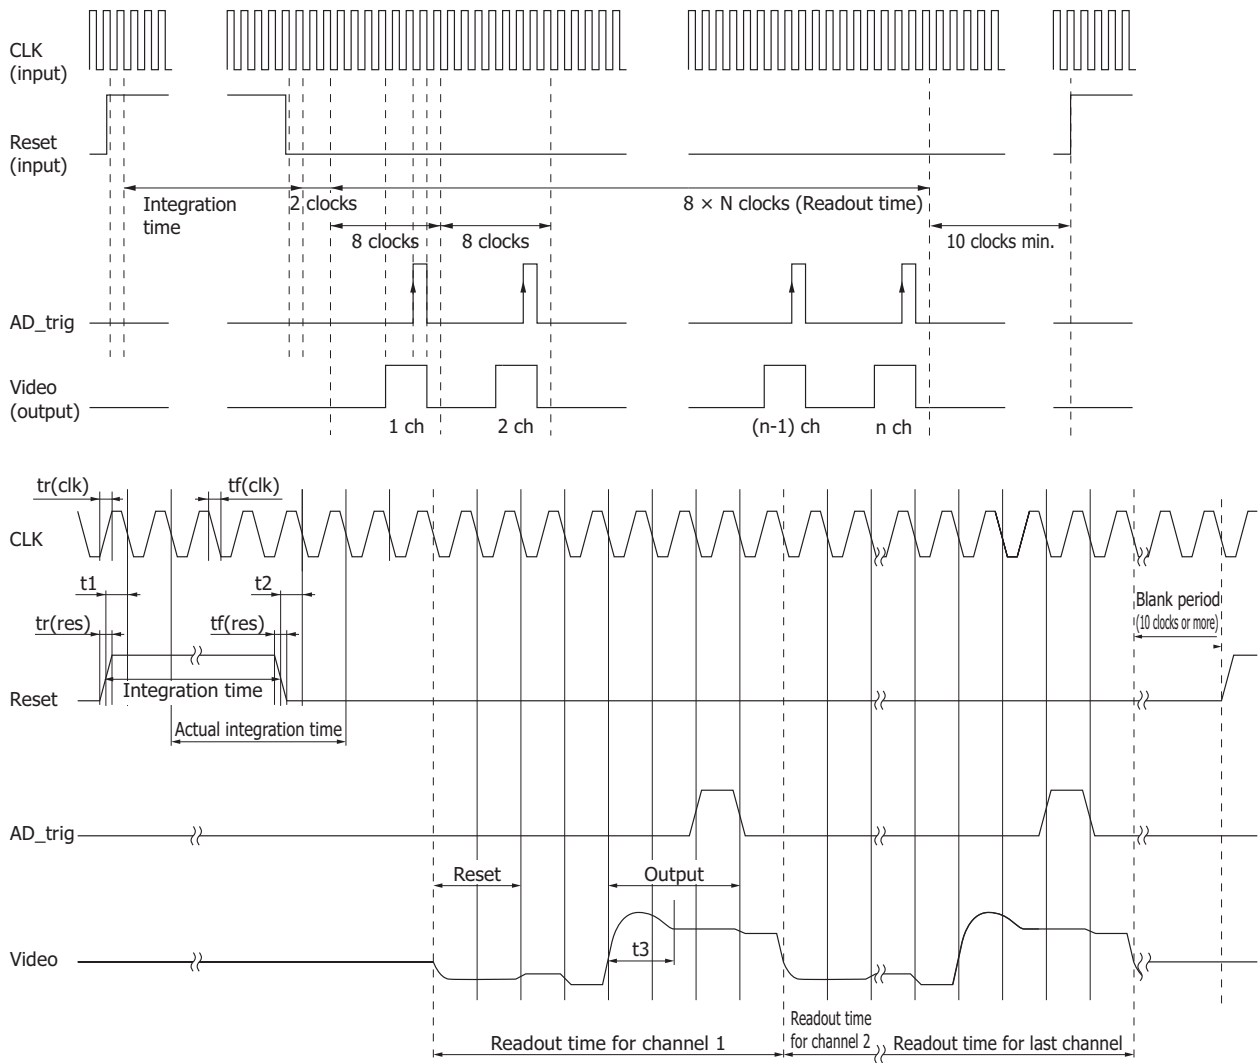 CLK
(input)
Reset
(input)
Integration
time
2 clocks
8 × N clocks (Readout time)
8 clocks
8 clocks
10 clocks min.
AD_trig
Video
(output)
1 ch
2 ch
(n-1) ch
n ch
tr(clk)
tf(clk)
CLK
t1
t2
Blank period
(10 clocks or more)
tr(res)
tf(res)
Integration time
Reset
Actual integration time
AD_trig
Reset
Output
Video
t3
Readout time for channel 1
Readout time
for channel 2
Readout time for last channel